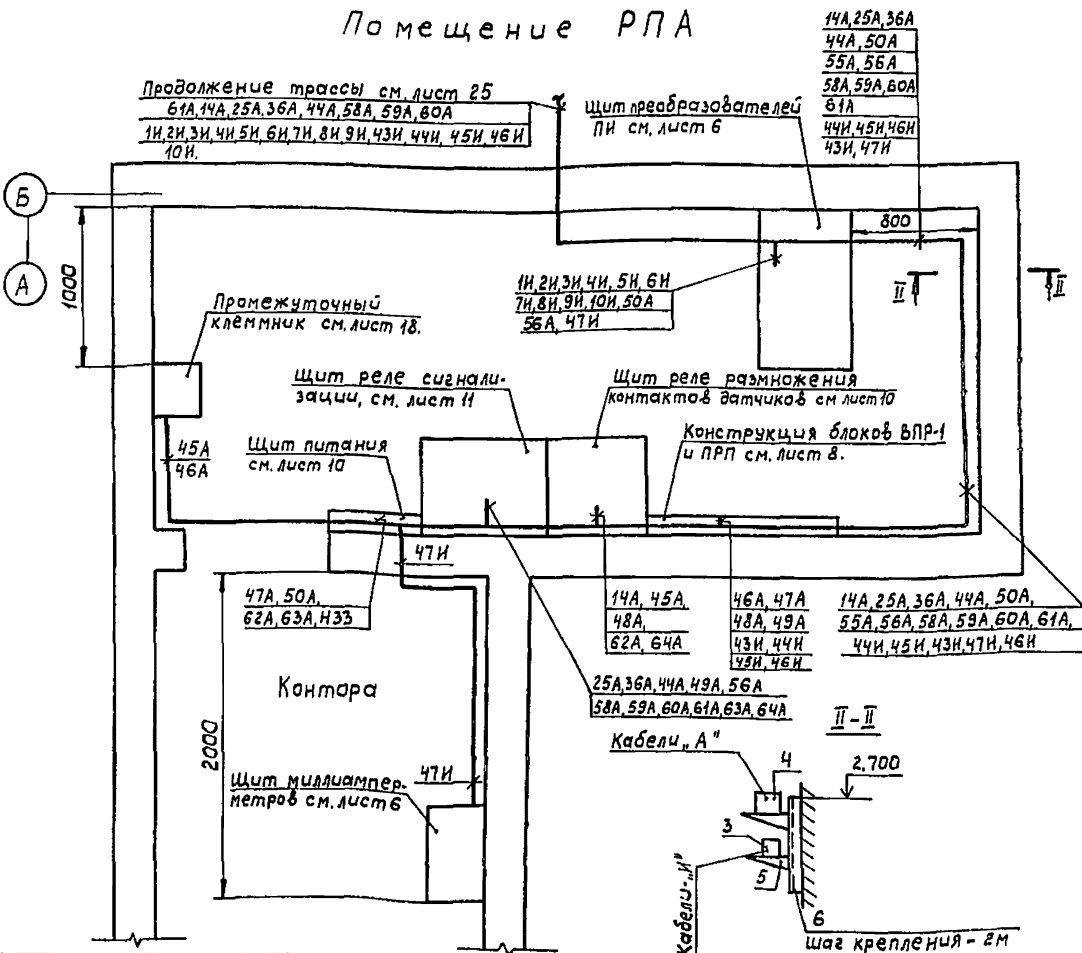 Помещение РПА
14А, 25А, 36А
44А, 50А
55А, 56А
58А, 59А, 60А
61А
44И, 45И, 46И
43И, 47И
Продолжение трассы см. лист 25
61А, 14А, 25А, 36А, 44А, 58А, 59А, 60А
1И, 2И, 3И, 4И, 5И, 6И, 7И, 8И, 9И, 43И, 44И, 45И, 46И
10И.
Щит преобразователей
ПИ см. лист 6
Б
А
1000
800
II
II
1И, 2И, 3И, 4И, 5И, 6И
7И, 8И, 9И, 10И, 50А
56А, 47И
Промежуточный
клеммник см. лист 18.
Щит реле сигнали-
зации, см. лист 11
Щит реле размножения
контактов датчиков см лист 10
45А
46А
Щит питания
см. лист 10
Конструкция блоков ВПР-1
и ПРП см. лист 8.
47И
47А, 50А,
62А, 63А, Н33
14А, 45А,
48А,
62А, 64А
46А, 47А
48А, 49А
43И, 44И
45И, 46И
14А, 25А, 36А, 44А, 50А,
55А, 56А, 58А, 59А, 60А, 61А,
44И, 45И, 43И, 47И, 46И
Контора
25А, 36А, 44А, 49А, 56А
58А, 59А, 60А, 61А, 63А, 64А
II-II
2000
Щит миллиампер-
метров см. лист 6
47И
Кабели „А"
4
2,700
3
5
Кабели-„И"
6
шаг крепления - 2м